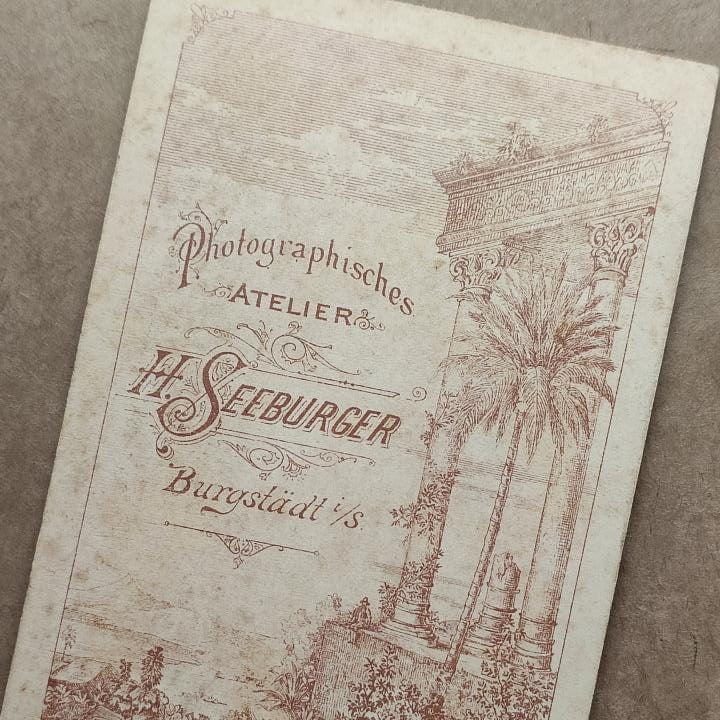 Photographisches
ATELIER
H. SEEBURGER
Burgstädt i/s.